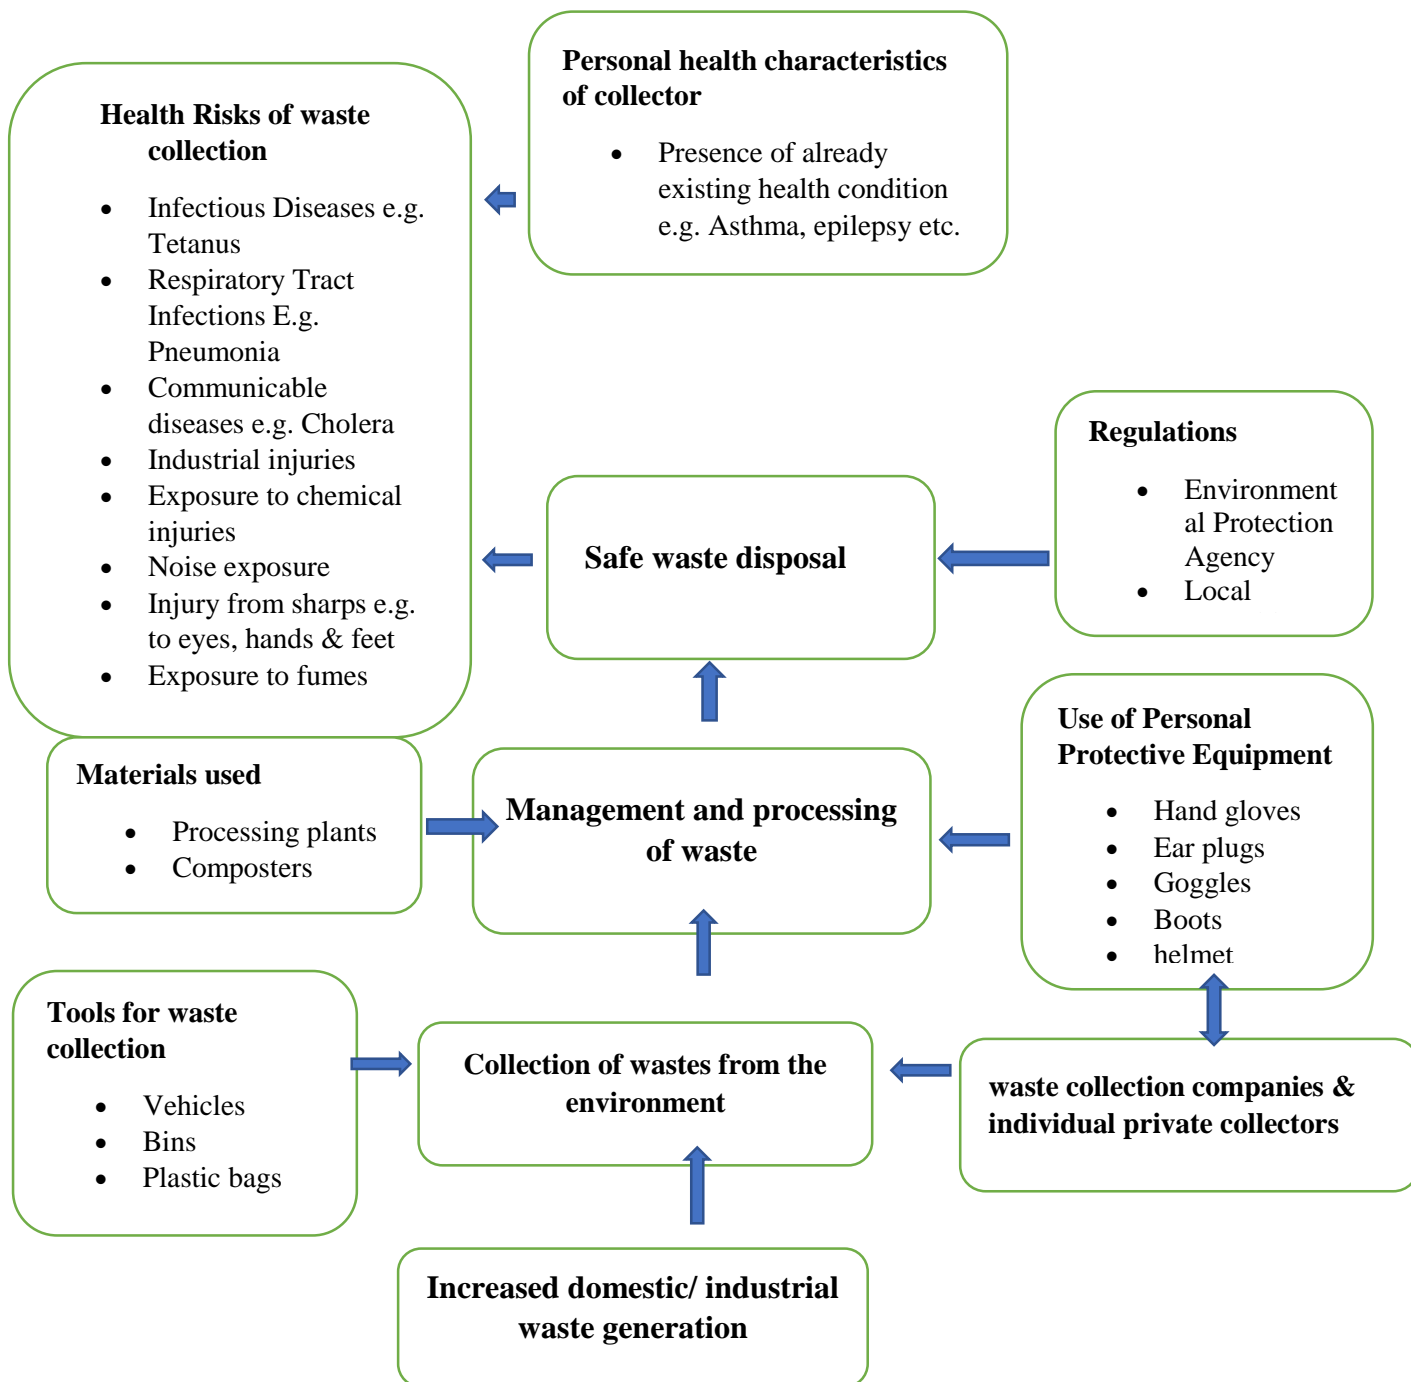 Personal health characteristics
of collector
• Presence of already
existing health condition
e.g. Asthma, epilepsy etc.
Health Risks of waste
collection
• Infectious Diseases e.g.
Tetanus
• Respiratory Tract
Infections E.g.
Pneumonia
• Communicable
diseases e.g. Cholera
• Industrial injuries
• Exposure to chemical
injuries
• Noise exposure
• Injury from sharps e.g.
to eyes, hands & feet
• Exposure to fumes
Regulations
• Environment
al Protection
Agency
• Local
Safe waste disposal
Use of Personal
Protective Equipment
• Hand gloves
• Ear plugs
• Goggles
• Boots
• helmet
Materials used
• Processing plants
• Composters
Management and processing
of waste
Tools for waste
collection
• Vehicles
• Bins
• Plastic bags
Collection of wastes from the
environment
waste collection companies &
individual private collectors
Increased domestic/ industrial
waste generation